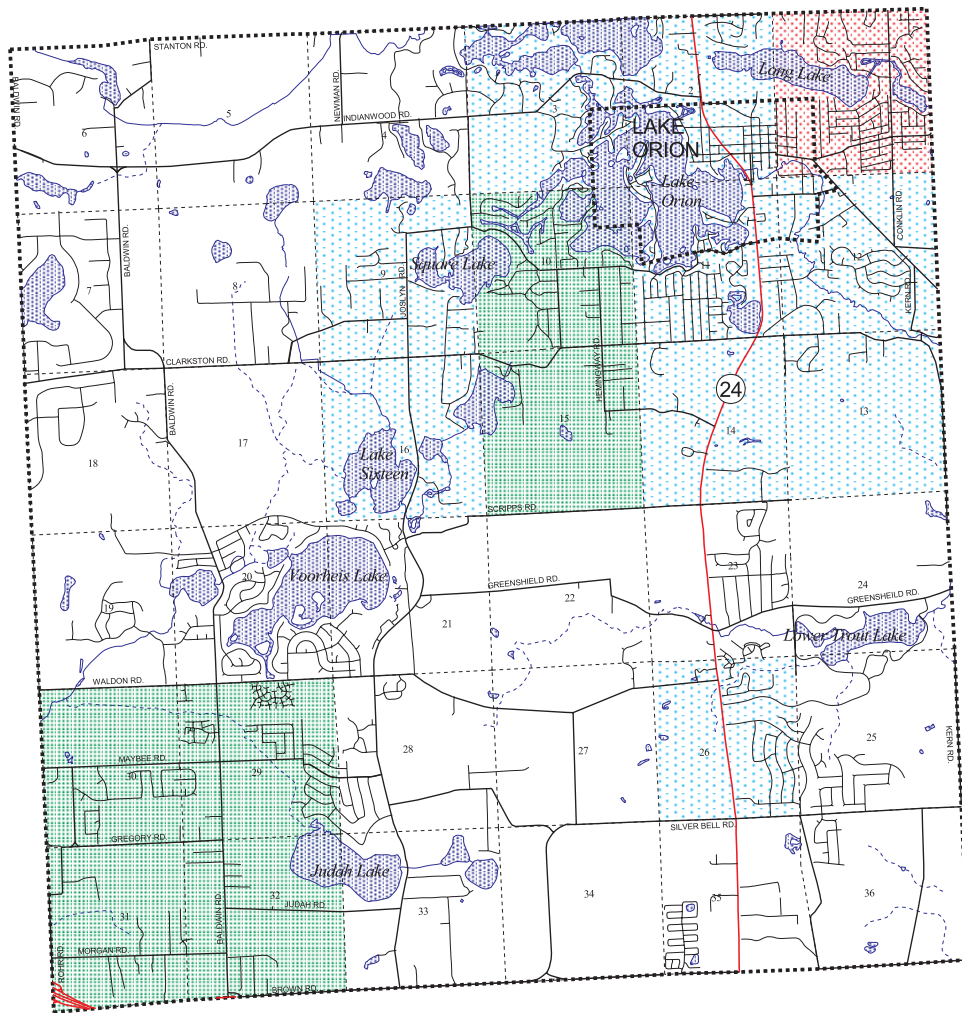 STANTON RD.
BALDWIN RD
NEWMAN RD.
INDIANWOOD RD.
Long Lake
2
3
4
5
6
LAKE
ORION
Lake
Orion
CONKLIN RD.
BALDWIN RD.
JOSLYN RD.
Square Lake
7
8
9
10
11
12
KERN RD.
CLARKSTON RD.
HEMINGWAY RD.
24
BALDWIN RD.
18
17
16
15
14
13
Lake
Sixteen
SCRIPPS RD
Voorheis Lake
19
20
21
22
23
24
GREENSHIELD RD.
GREENSHEILD RD.
Lower Trout Lake
WALDON RD.
MAYBEE RD.
30
29
28
27
26
25
KERN RD.
GREGORY RD.
SILVER BELL RD.
Judah Lake
JUDAH RD.
BALDWIN RD.
31
32
33
34
35
36
MORGAN RD.
ROHR RD.
BROWN RD.